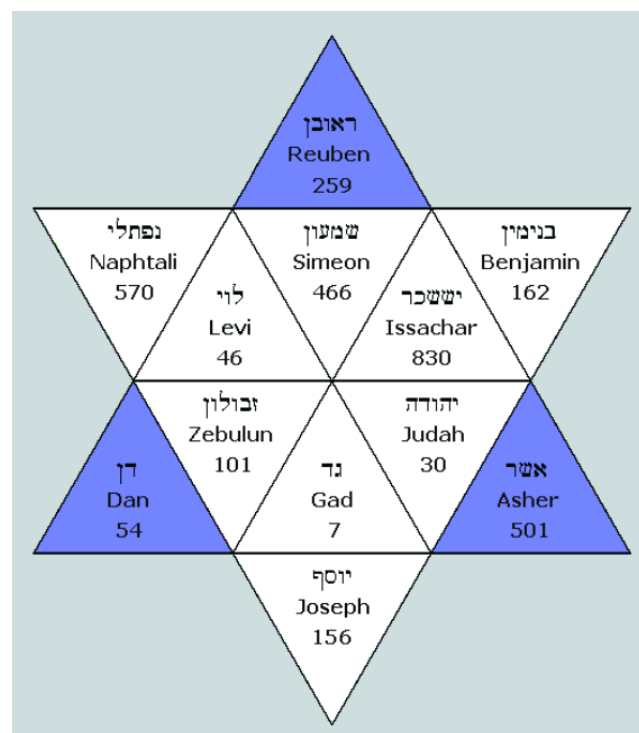 ראובן
Reuben
259
נפתלי
Naphtali
570
שמעון
Simeon
466
בנימין
Benjamin
162
לוי
Levi
46
יששכר
Issachar
830
זבולון
Zebulun
101
יהודה
Judah
30
דן
Dan
54
גד
Gad
7
אשר
Asher
501
יוסף
Joseph
156